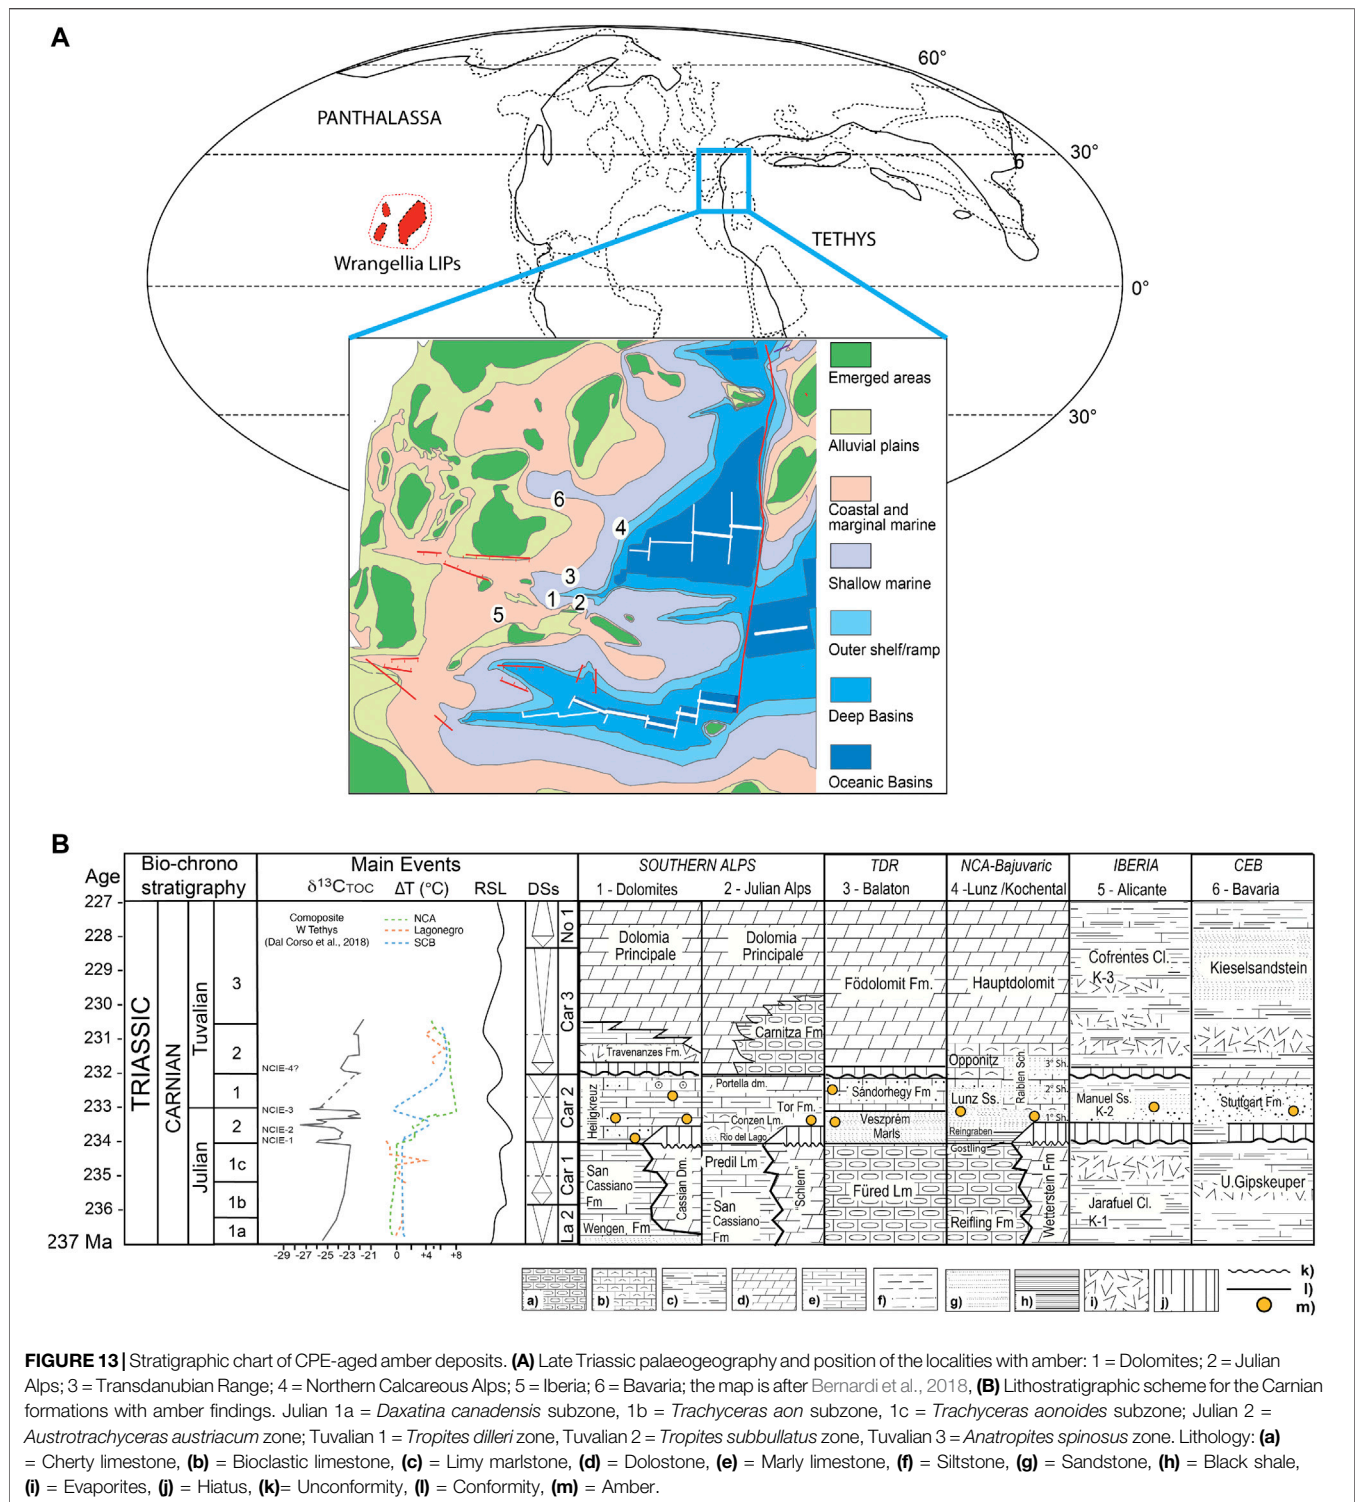 A
60°
PANTHALASSA
30°
6
Wrangellia LIPs
TETHYS
0°
30°
Emerged areas
Alluvial plains
Coastal and
marginal marine
Shallow marine
Outer shelf/ramp
Deep Basins
Oceanic Basins
6
4
3
1
2
5
B
Age
Bio-chrono
stratigraphy
Main Events
δ13CTOC
ΔT (°C)
RSL
DSs
SOUTHERN ALPS
1 - Dolomites
2 - Julian Alps
TDR
3 - Balaton
NCA-Bajuvaric
4 -Lunz /Kochental
IBERIA
5 - Alicante
CEB
6 - Bavaria
227
228
229
230
231
232
233
234
235
236
237 Ma
TRIASSIC
CARNIAN
Tuvalian
Julian
3
2
1
2
1c
1b
1a
Comoposite
W Tethys
(Dal Corso et al., 2018)
NCIE-4?
NCIE-3
NCIE-2
NCIE-1
NCA
Lagonegro
SCB
-29 -27 -25 -23 -21
0 +4 +8
No 1
Car 3
Car 2
Car 1
La 2
Dolomia
Principale
Travenanzes Fm.
Heiligkreuz
San
Cassiano
Fm
Cassian Dm.
Wengen Fm
Dolomia
Principale
Carnitza Fm
Portella dm.
Tor Fm.
Conzen Lm.
Rio del Lago
Predil Lm
"Schlern"
San
Cassiano
Fm
Födolomit Fm.
Sándorhegy Fm
Veszprém
Marls
Füred Lm
Hauptdolomit
Opponitz
Raiblen Sch.
3° Sh.
2° Sh.
1° Sh.
Lunz Ss.
Reingraben
Göstling
Reifling Fm
Wetterstein Fm
Cofrentes Cl.
K-3
Manuel Ss.
K-2
Jarafuel Cl.
K-1
Kieselsandstein
Stuttgart Fm
U.Gipskeuper
a)
b)
c)
d)
e)
f)
g)
h)
i)
j)
k)
l)
m)
FIGURE 13 | Stratigraphic chart of CPE-aged amber deposits. (A) Late Triassic palaeogeography and position of the localities with amber: 1 = Dolomites; 2 = Julian
Alps; 3 = Transdanubian Range; 4 = Northern Calcareous Alps; 5 = Iberia; 6 = Bavaria; the map is after Bernardi et al., 2018, (B) Lithostratigraphic scheme for the Carnian
formations with amber findings. Julian 1a = Daxatina canadensis subzone, 1b = Trachyceras aon subzone, 1c = Trachyceras aonoides subzone; Julian 2 =
Austrotrachyceras austriacum zone; Tuvalian 1 = Tropites dilleri zone, Tuvalian 2 = Tropites subbullatus zone, Tuvalian 3 = Anatropites spinosus zone. Lithology: (a)
= Cherty limestone, (b) = Bioclastic limestone, (c) = Limy marlstone, (d) = Dolostone, (e) = Marly limestone, (f) = Siltstone, (g) = Sandstone, (h) = Black shale,
(i) = Evaporites, (j) = Hiatus, (k)= Unconformity, (l) = Conformity, (m) = Amber.